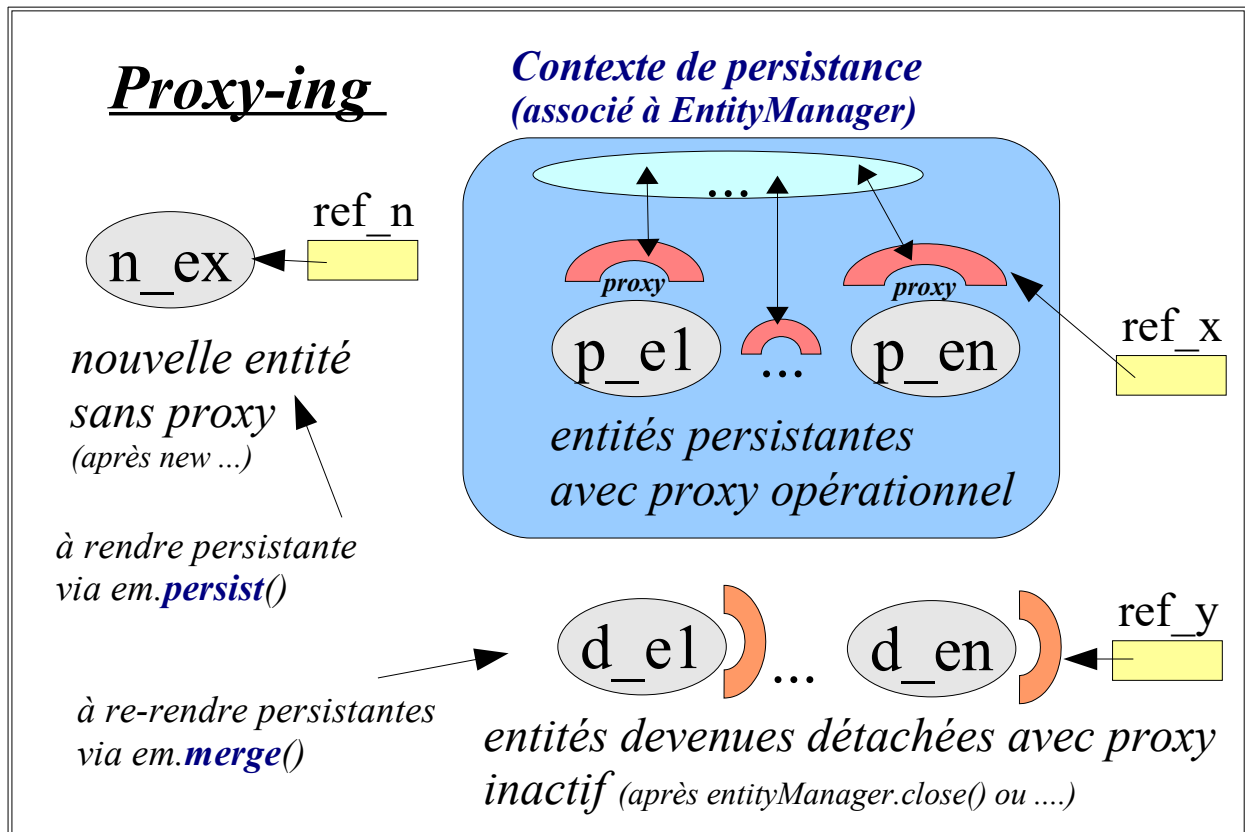 Proxy-ing
Contexte de persistance
(associé à EntityManager)
...
ref_n
n_ex
proxy
proxy
p_e1
...
p_en
ref_x
nouvelle entité
sans proxy
(après new ...)
entités persistantes
avec proxy opérationnel
à rendre persistante
via em.persist()
d_e1
...
d_en
ref_y
à re-rendre persistantes
via em.merge()
entités devenues détachées avec proxy
inactif (après entityManager.close() ou ....)